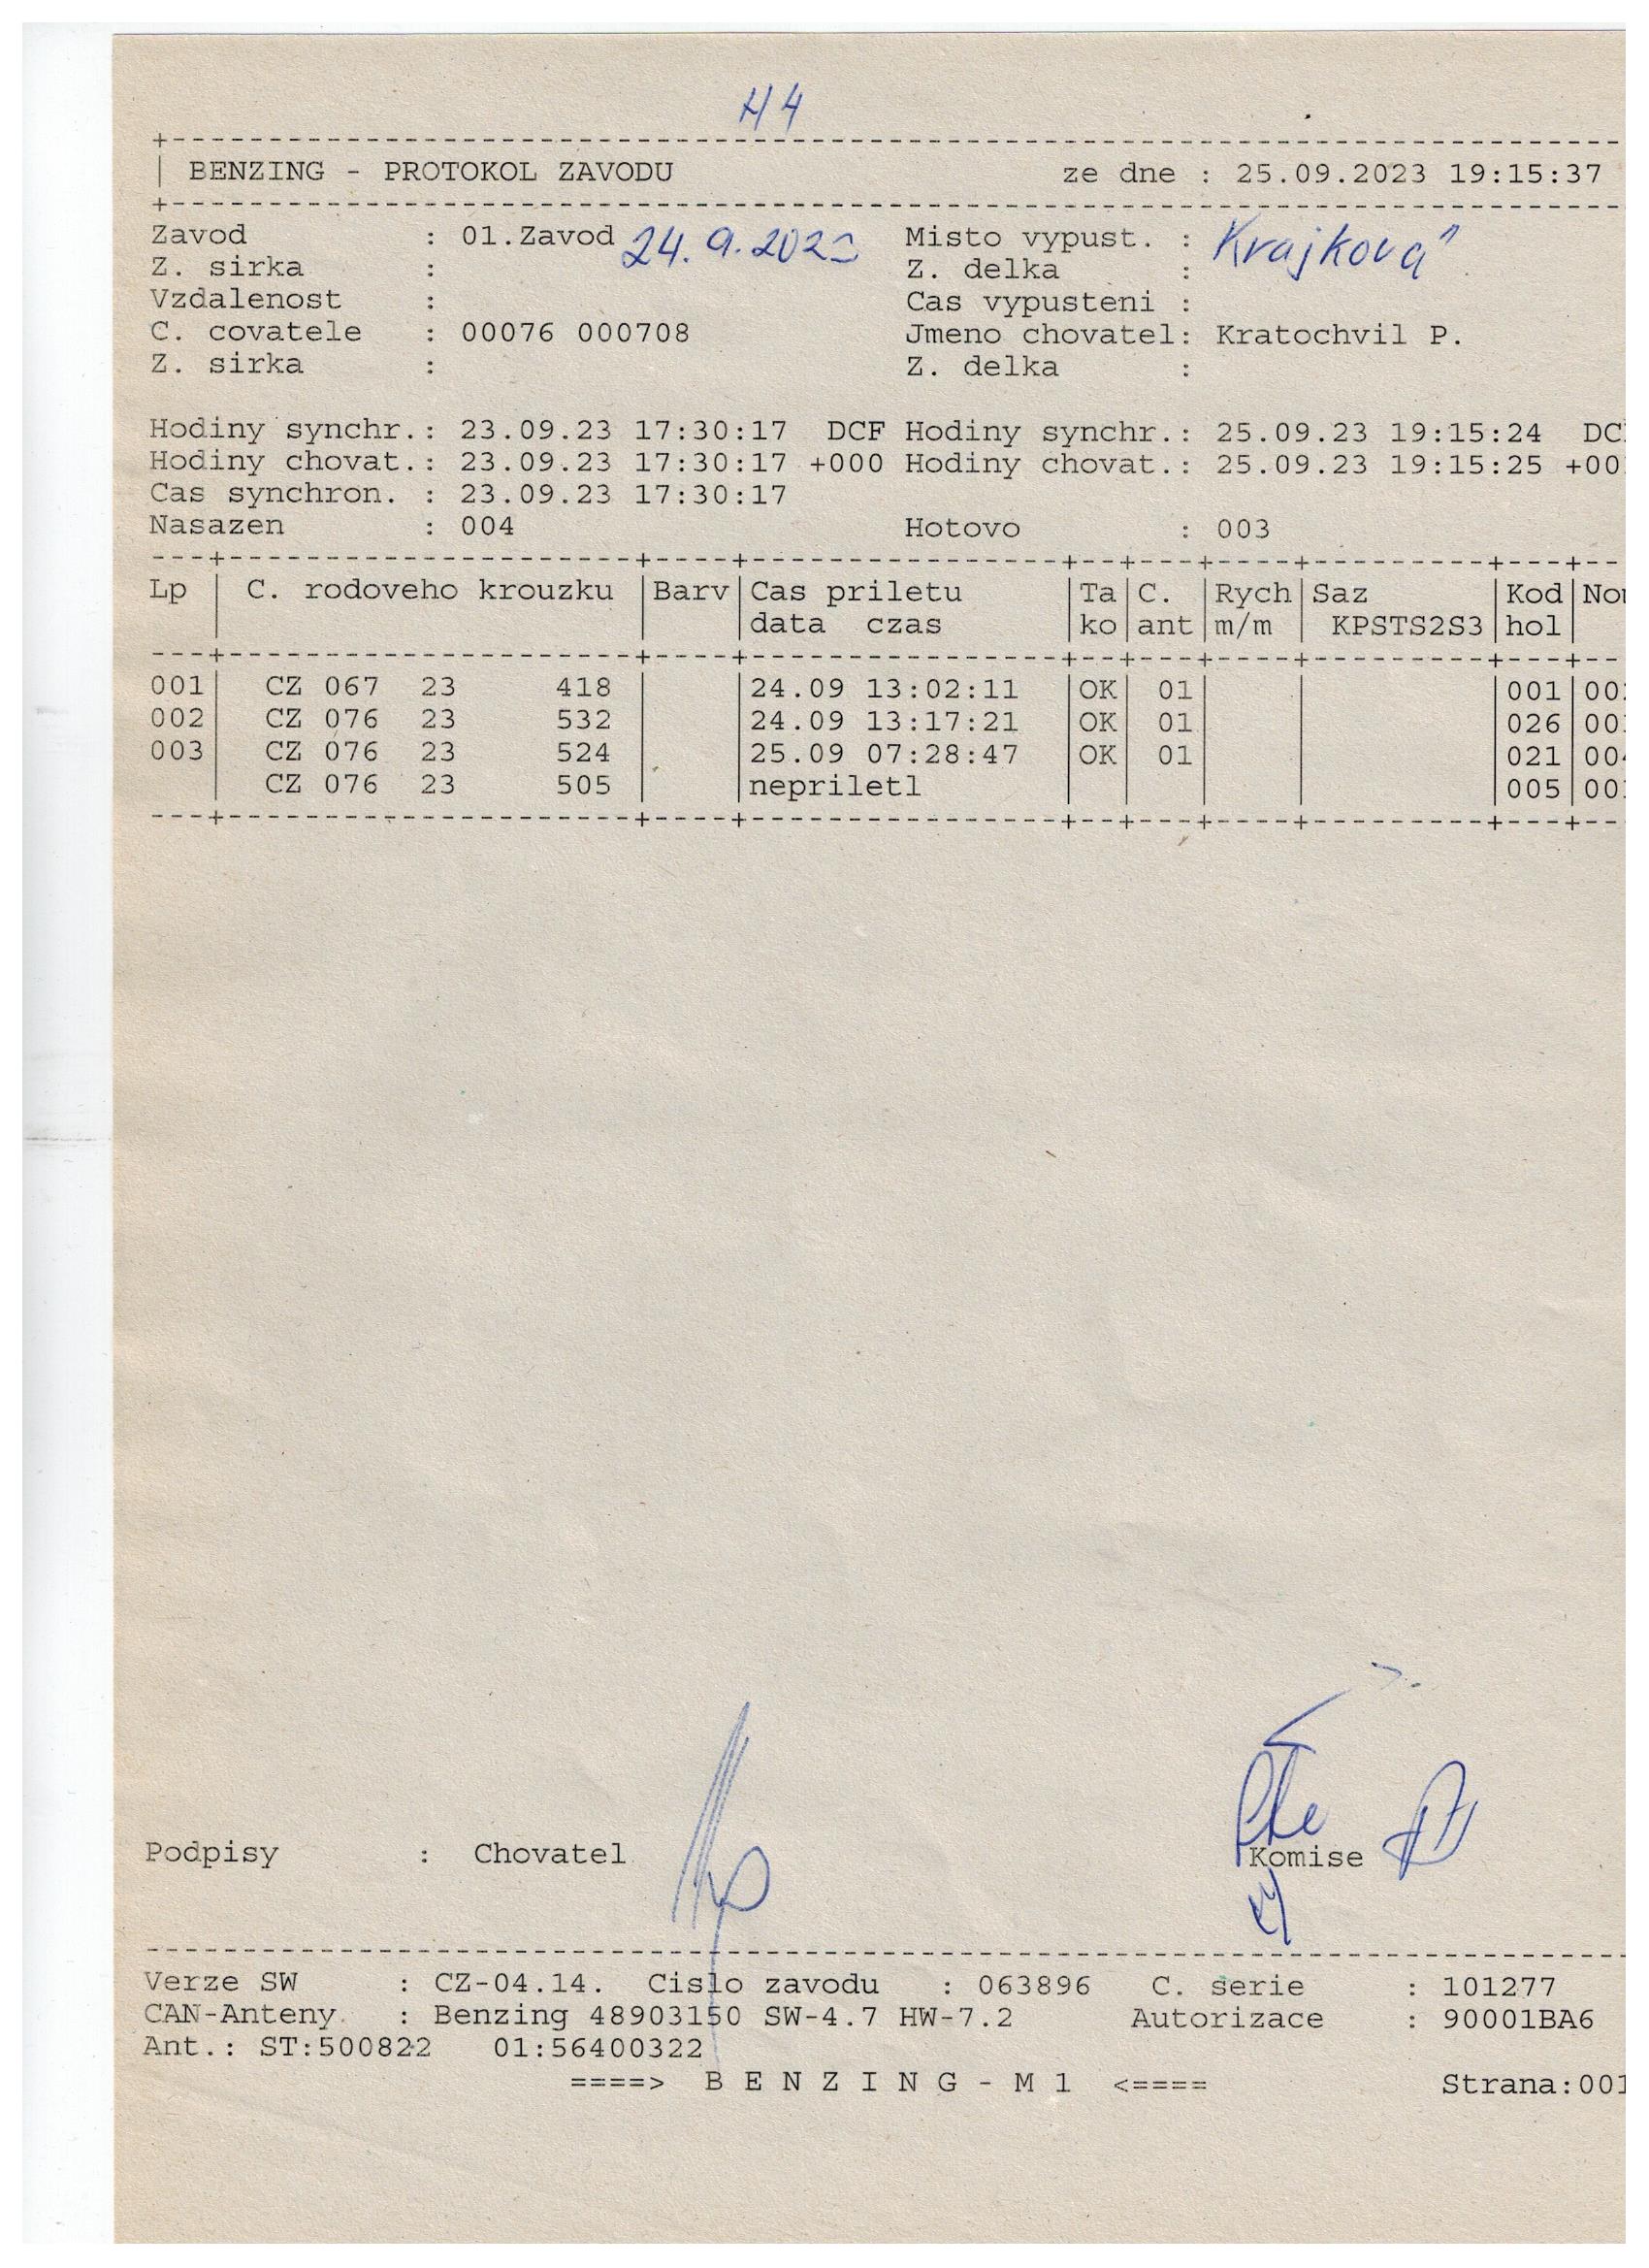 H4
BENZING - PROTOKOL ZAVODU ze dne : 25.09.2023 19:15:37
Zavod : 01.Zavod 24.9.2023 Misto vypust. : Krajková
Z. sirka : Z. delka :
Vzdalenost : Cas vypusteni :
C. covatele : 00076 000708 Jmeno chovatel: Kratochvil P.
Z. sirka : Z. delka :
Hodiny synchr.: 23.09.23 17:30:17 DCF Hodiny synchr.: 25.09.23 19:15:24 DC
Hodiny chovat.: 23.09.23 17:30:17 +000 Hodiny chovat.: 25.09.23 19:15:25 +00
Cas synchron. : 23.09.23 17:30:17
Nasazen : 004 Hotovo : 003
Lp | C. rodoveho krouzku |Barv|Cas priletu |Ta|C. |Rych|Saz |Kod|No
data czas |ko|ant|m/m | KPSTS2S3|hol|
001| CZ 067 23 418 | |24.09 13:02:11 |OK| 01| | |001|00
002| CZ 076 23 532 | |24.09 13:17:21 |OK| 01| | |026|00
003| CZ 076 23 524 | |25.09 07:28:47 |OK| 01| | |021|004
| CZ 076 23 505 | |nepriletl | | | | |005|00
Podpisy : Chovatel Komise
Verze SW : CZ-04.14. Cislo zavodu : 063896 C. serie : 101277
CAN-Anteny : Benzing 48903150 SW-4.7 HW-7.2 Autorizace : 90001BA6
Ant.: ST:500822 01:56400322
====> B E N Z I N G - M 1 <==== Strana:001